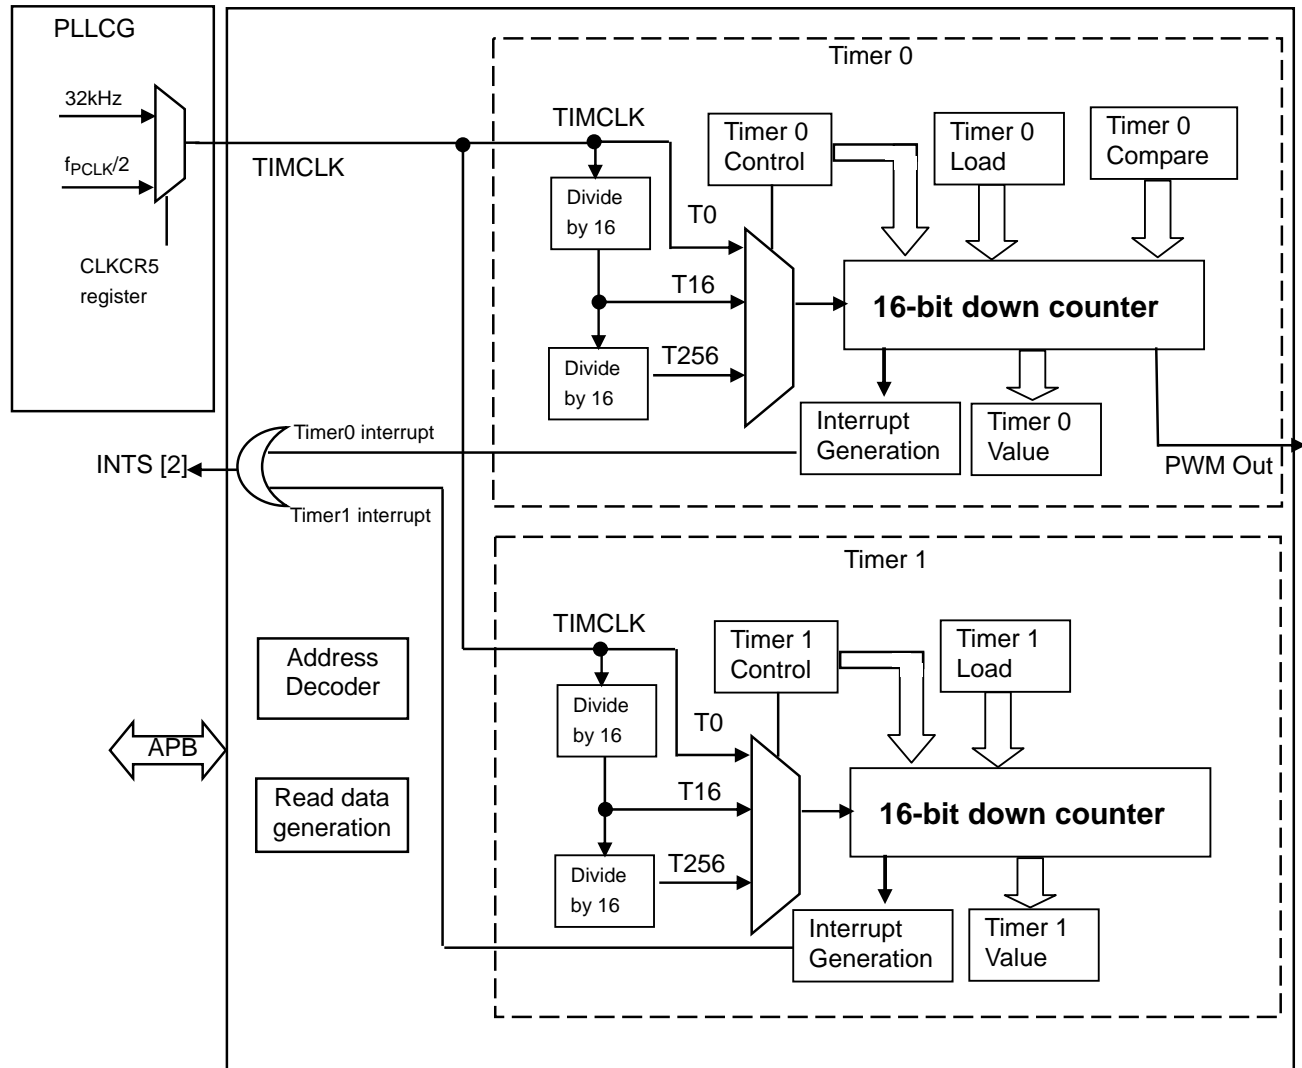 PLLCG
32kHz
fPCLK/2
CLKCR5
register
TIMCLK
Timer 0
TIMCLK
Divide
by 16
Divide
by 16
T0
T16
T256
Timer 0
Control
Timer 0
Load
Timer 0
Compare
16-bit down counter
Interrupt
Generation
Timer 0
Value
PWM Out
Timer0 interrupt
INTS [2]
Timer1 interrupt
Timer 1
TIMCLK
Divide
by 16
Divide
by 16
T0
T16
T256
Timer 1
Control
Timer 1
Load
16-bit down counter
Interrupt
Generation
Timer 1
Value
Address
Decoder
APB
Read data
generation